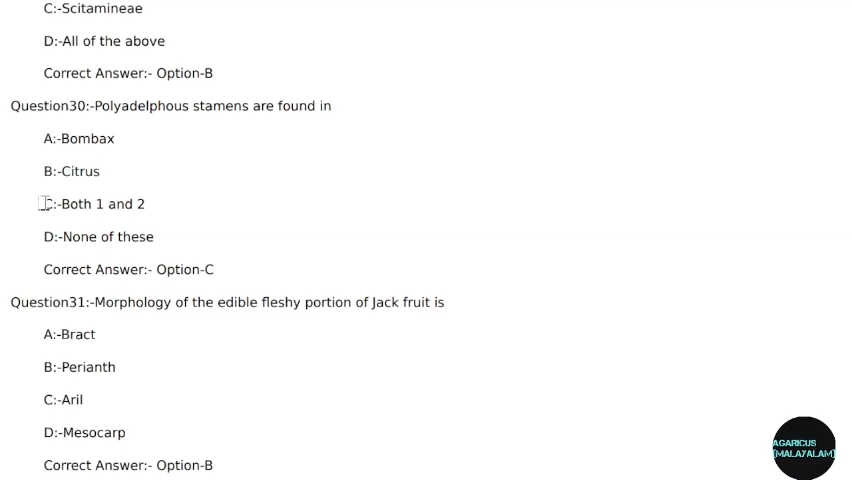 C:-Scitamineae
D:-All of the above
Correct Answer:- Option-B
Question30:-Polyadelphous stamens are found in
A:-Bombax
B:-Citrus
C:-Both 1 and 2
D:-None of these
Correct Answer:- Option-C
Question31:-Morphology of the edible fleshy portion of Jack fruit is
A:-Bract
B:-Perianth
C:-Aril
D:-Mesocarp
Correct Answer:- Option-B
AGARICUS
(MALAYALAM)